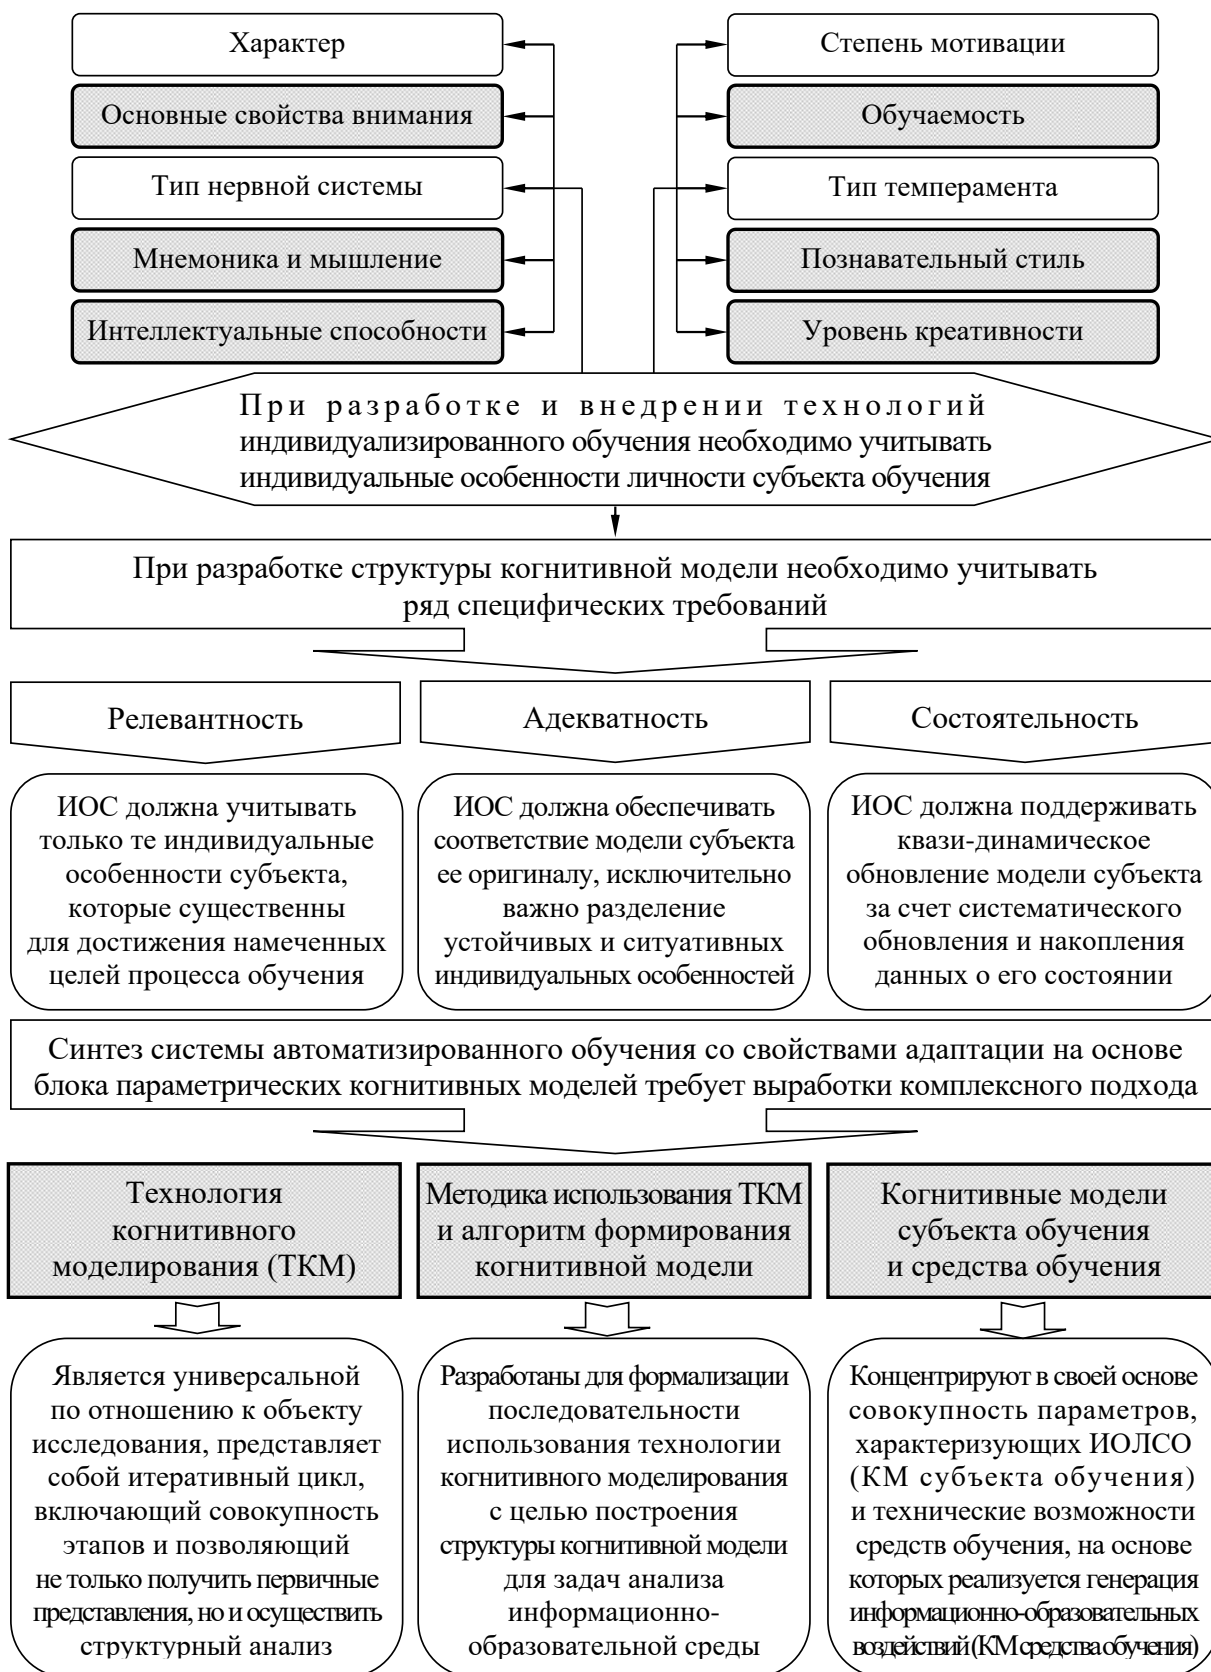 Характер
Основные свойства внимания
Тип нервной системы
Мнемоника и мышление
Интеллектуальные способности
Степень мотивации
Обучаемость
Тип темперамента
Познавательный стиль
Уровень креативности
При разработке и внедрении технологий
индивидуализированного обучения необходимо учитывать
индивидуальные особенности личности субъекта обучения
При разработке структуры когнитивной модели необходимо учитывать
ряд специфических требований
Релевантность
ИОС должна учитывать
только те индивидуальные
особенности субъекта,
которые существенны
для достижения намеченных
целей процесса обучения
Адекватность
ИОС должна обеспечивать
соответствие модели субъекта
ее оригиналу, исключительно
важно разделение
устойчивых и ситуативных
индивидуальных особенностей
Состоятельность
ИОС должна поддерживать
квази-динамическое
обновление модели субъекта
за счет систематического
обновления и накопления
данных о его состоянии
Синтез системы автоматизированного обучения со свойствами адаптации на основе
блока параметрических когнитивных моделей требует выработки комплексного подхода
Технология
когнитивного
моделирования (ТКМ)
Является универсальной
по отношению к объекту
исследования, представляет
собой итеративный цикл,
включающий совокупность
этапов и позволяющий
не только получить первичные
представления, но и осуществить
структурный анализ
Методика использования ТКМ
и алгоритм формирования
когнитивной модели
Разработаны для формализации
последовательности
использования технологии
когнитивного моделирования
с целью построения
структуры когнитивной модели
для задач анализа
информационно-
образовательной среды
Когнитивные модели
субъекта обучения
и средства обучения
Концентрируют в своей основе
совокупность параметров,
характеризующих ИОЛСО
(КМ субъекта обучения)
и технические возможности
средств обучения, на основе
которых реализуется генерация
информационно-образовательных
воздействий (КМ средства обучения)